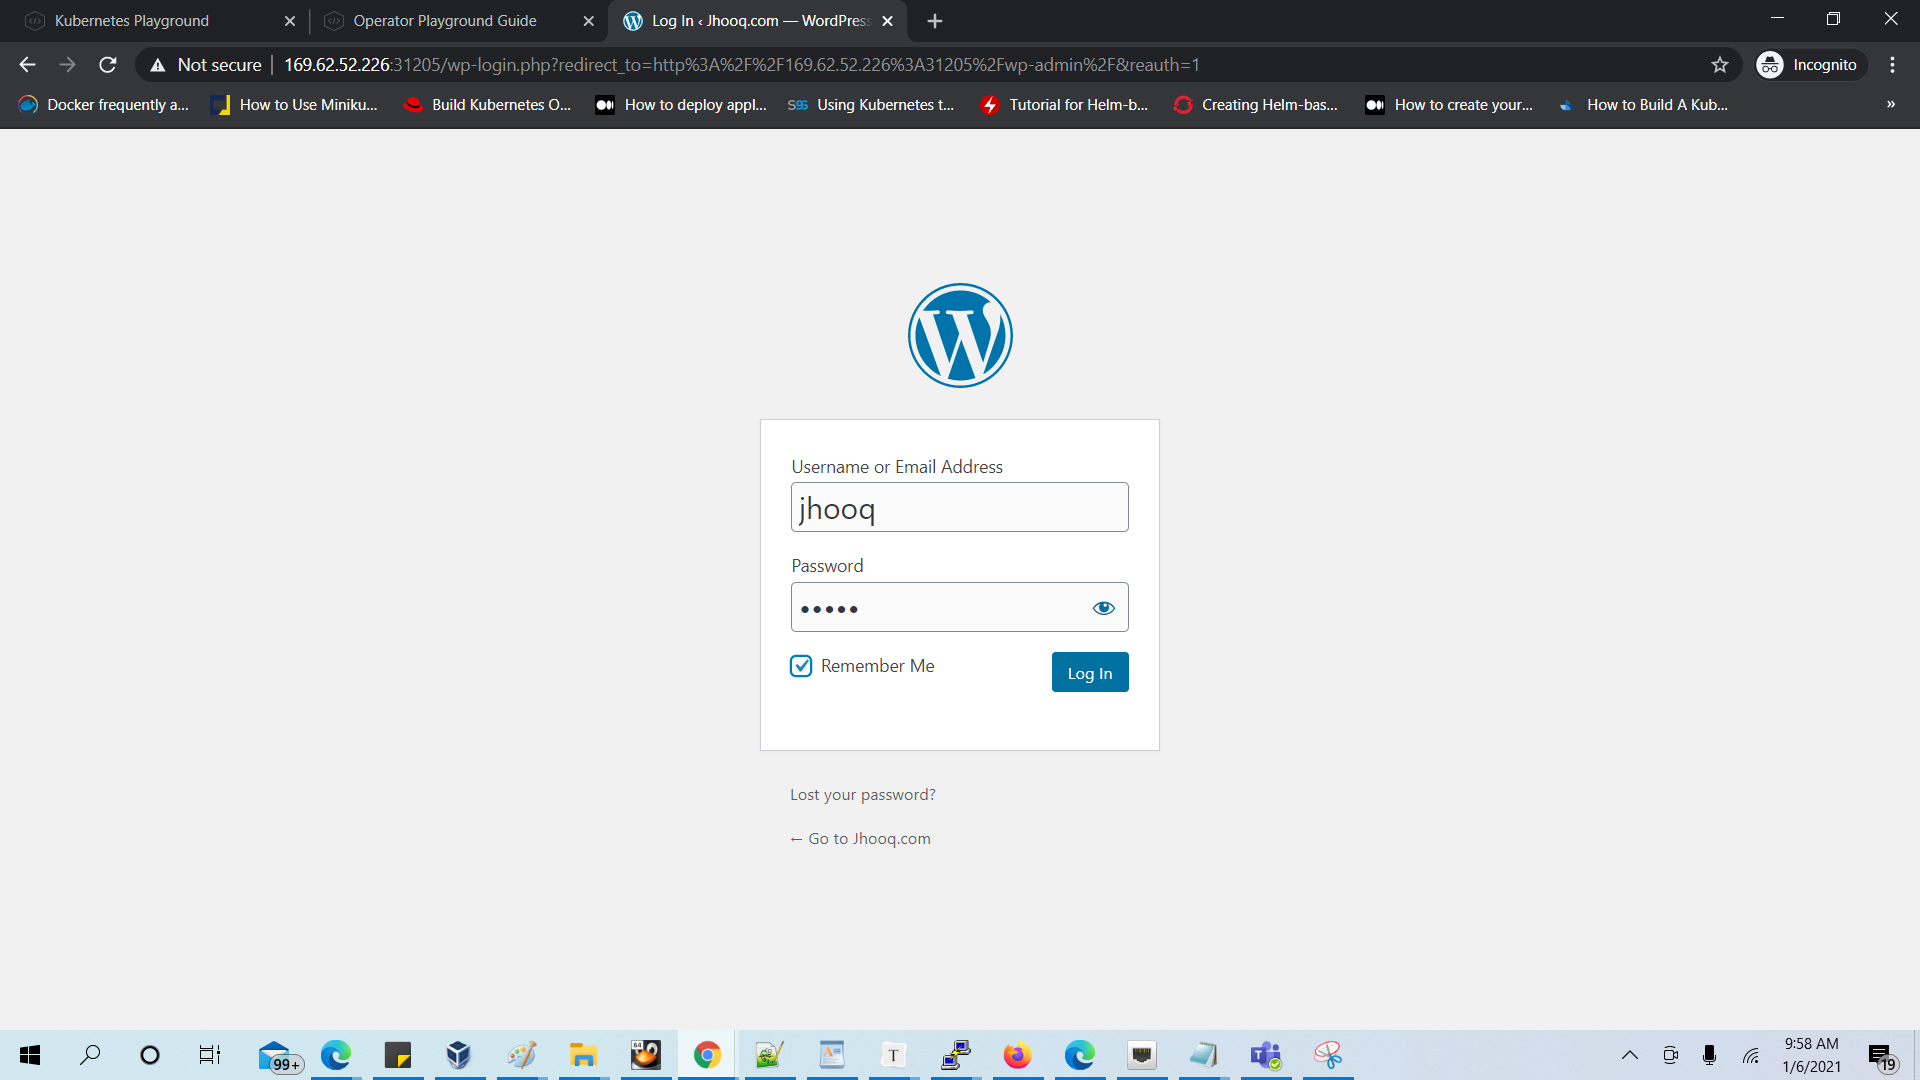 Kubernetes Playground
Operator Playground Guide
Log In ‹ Jhooq.com — WordPress
Not secure
169.62.52.226:31205/wp-login.php?redirect_to=http%3A%2F%2F169.62.52.226%3A31205%2Fwp-admin%2F&reauth=1
Incognito
Docker frequently a...
How to Use Miniku...
Build Kubernetes O...
How to deploy appl...
S95
Using Kubernetes t...
Tutorial for Helm-b...
Creating Helm-bas...
How to create your...
How to Build A Kub...
»
W
Username or Email Address
jhooq
Password
•••••
Remember Me
Log In
Lost your password?
← Go to Jhooq.com
99+
64
T
T
9:58 AM
1/6/2021
19